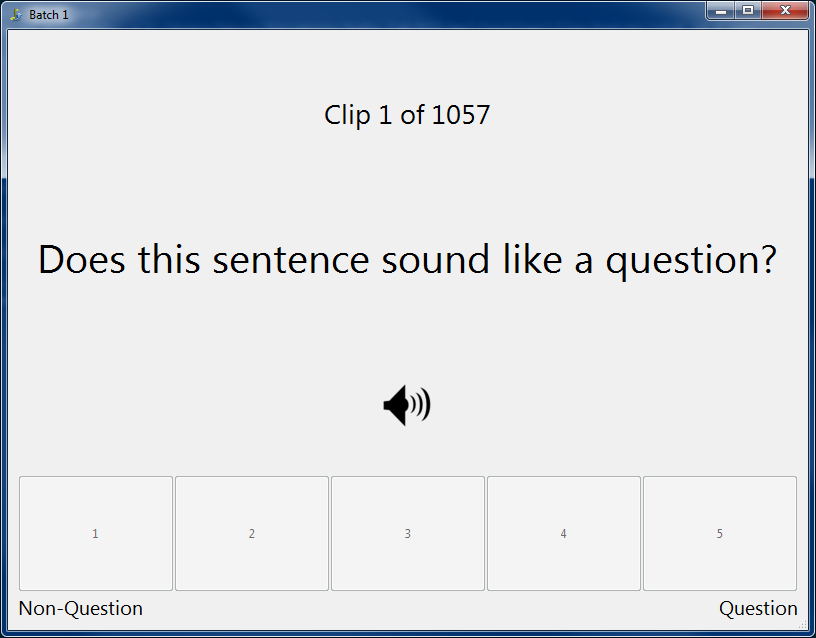 Batch 1
Clip 1 of 1057
Does this sentence sound like a question?
1 2 3 4 5
Non-Question Question